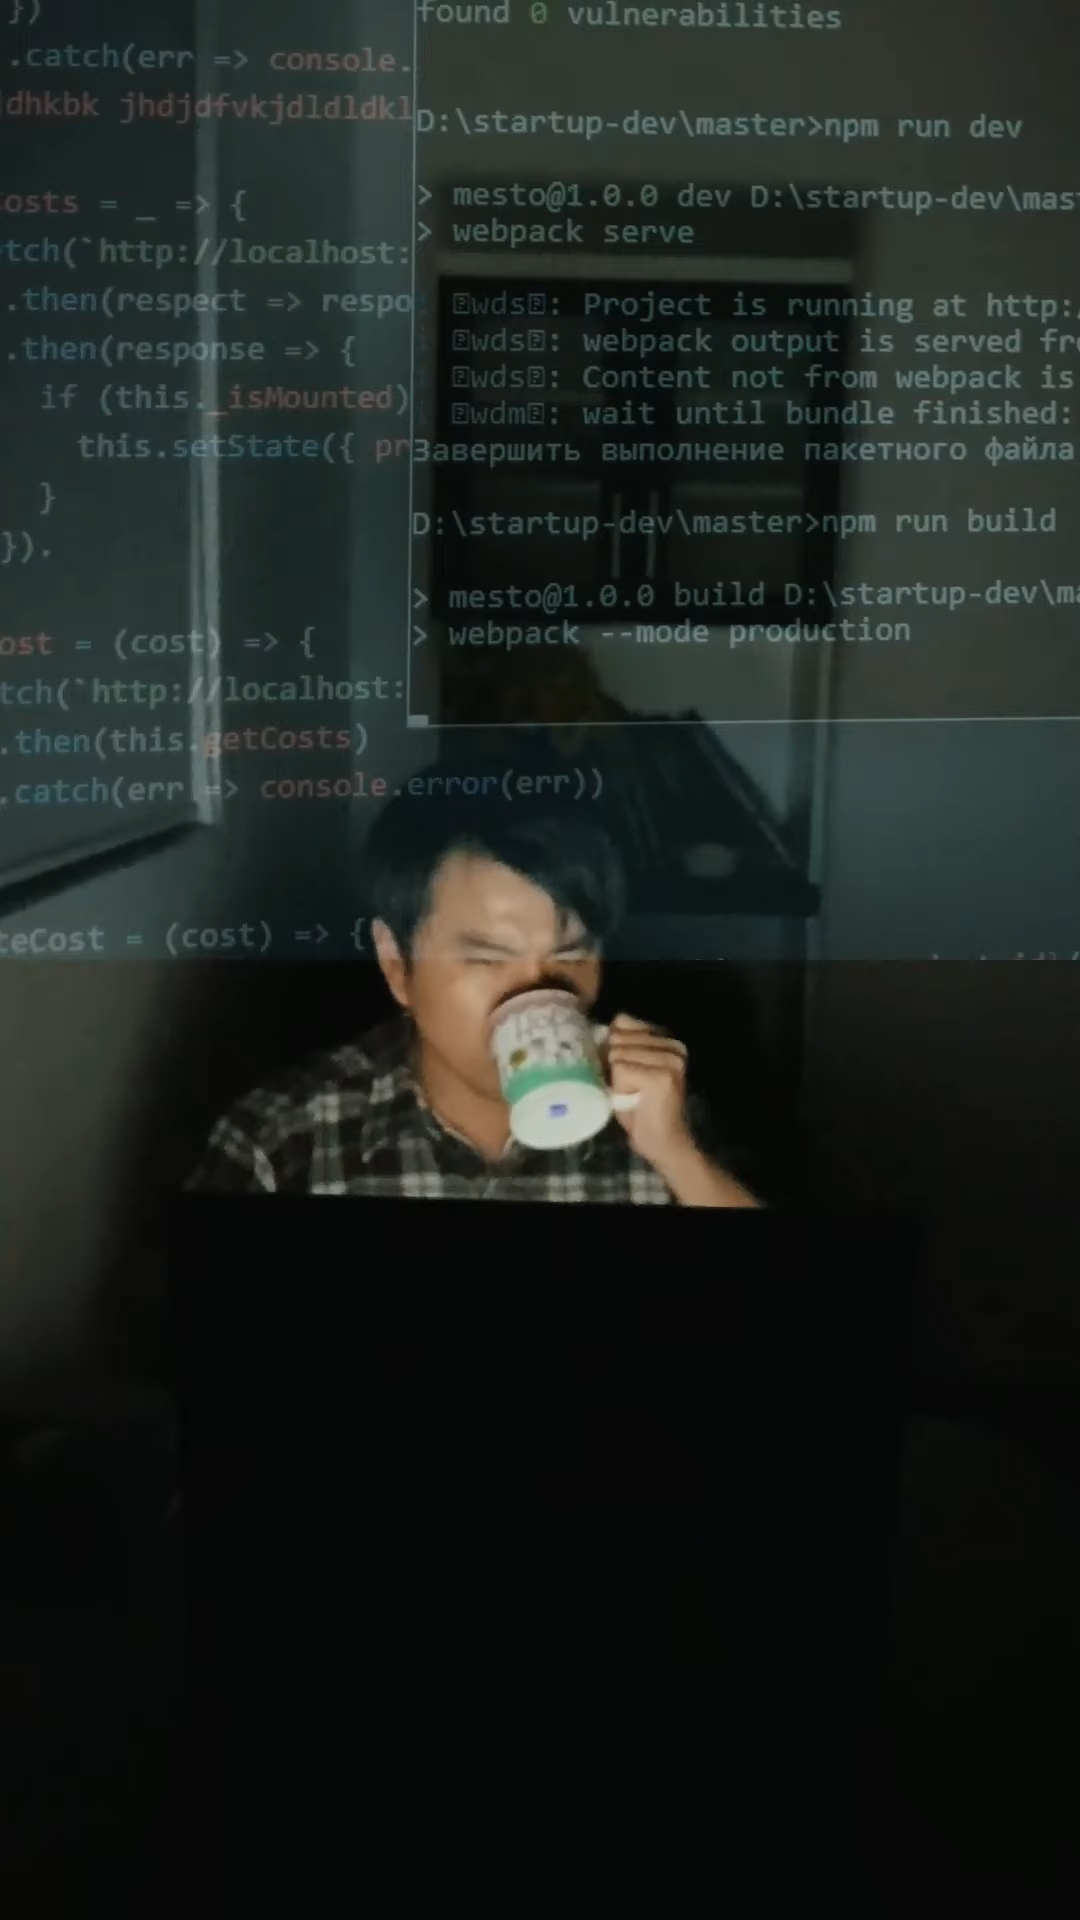 })
.catch(err => console.
dhkbk jhdjdfvkjdldldkl
osts = _ => {
tch(`http://localhost:
.then(respect => respo
.then(response => {
if (this._isMounted)
this.setState({ pr
}
}).
ost = (cost) => {
tch(`http://localhost:
.then(this.getCosts)
.catch(err => console.error(err))
teCost = (cost) => {
found 0 vulnerabilities
D:\startup-dev\master>npm run dev
> mesto@1.0.0 dev D:\startup-dev\mast
> webpack serve
wds: Project is running at http:/
wds: webpack output is served fro
wds: Content not from webpack is
wdm: wait until bundle finished:
Завершить выполнение пакетного файла
D:\startup-dev\master>npm run build
> mesto@1.0.0 build D:\startup-dev\ma
> webpack --mode production